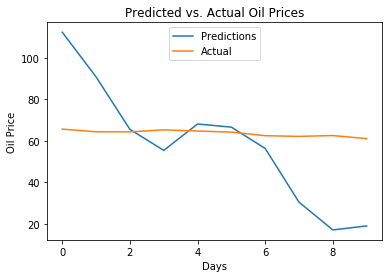 Predicted vs. Actual Oil Prices
Predictions
Actual
Oil Price
100
80
60
40
20
0 2 4 6 8
Days